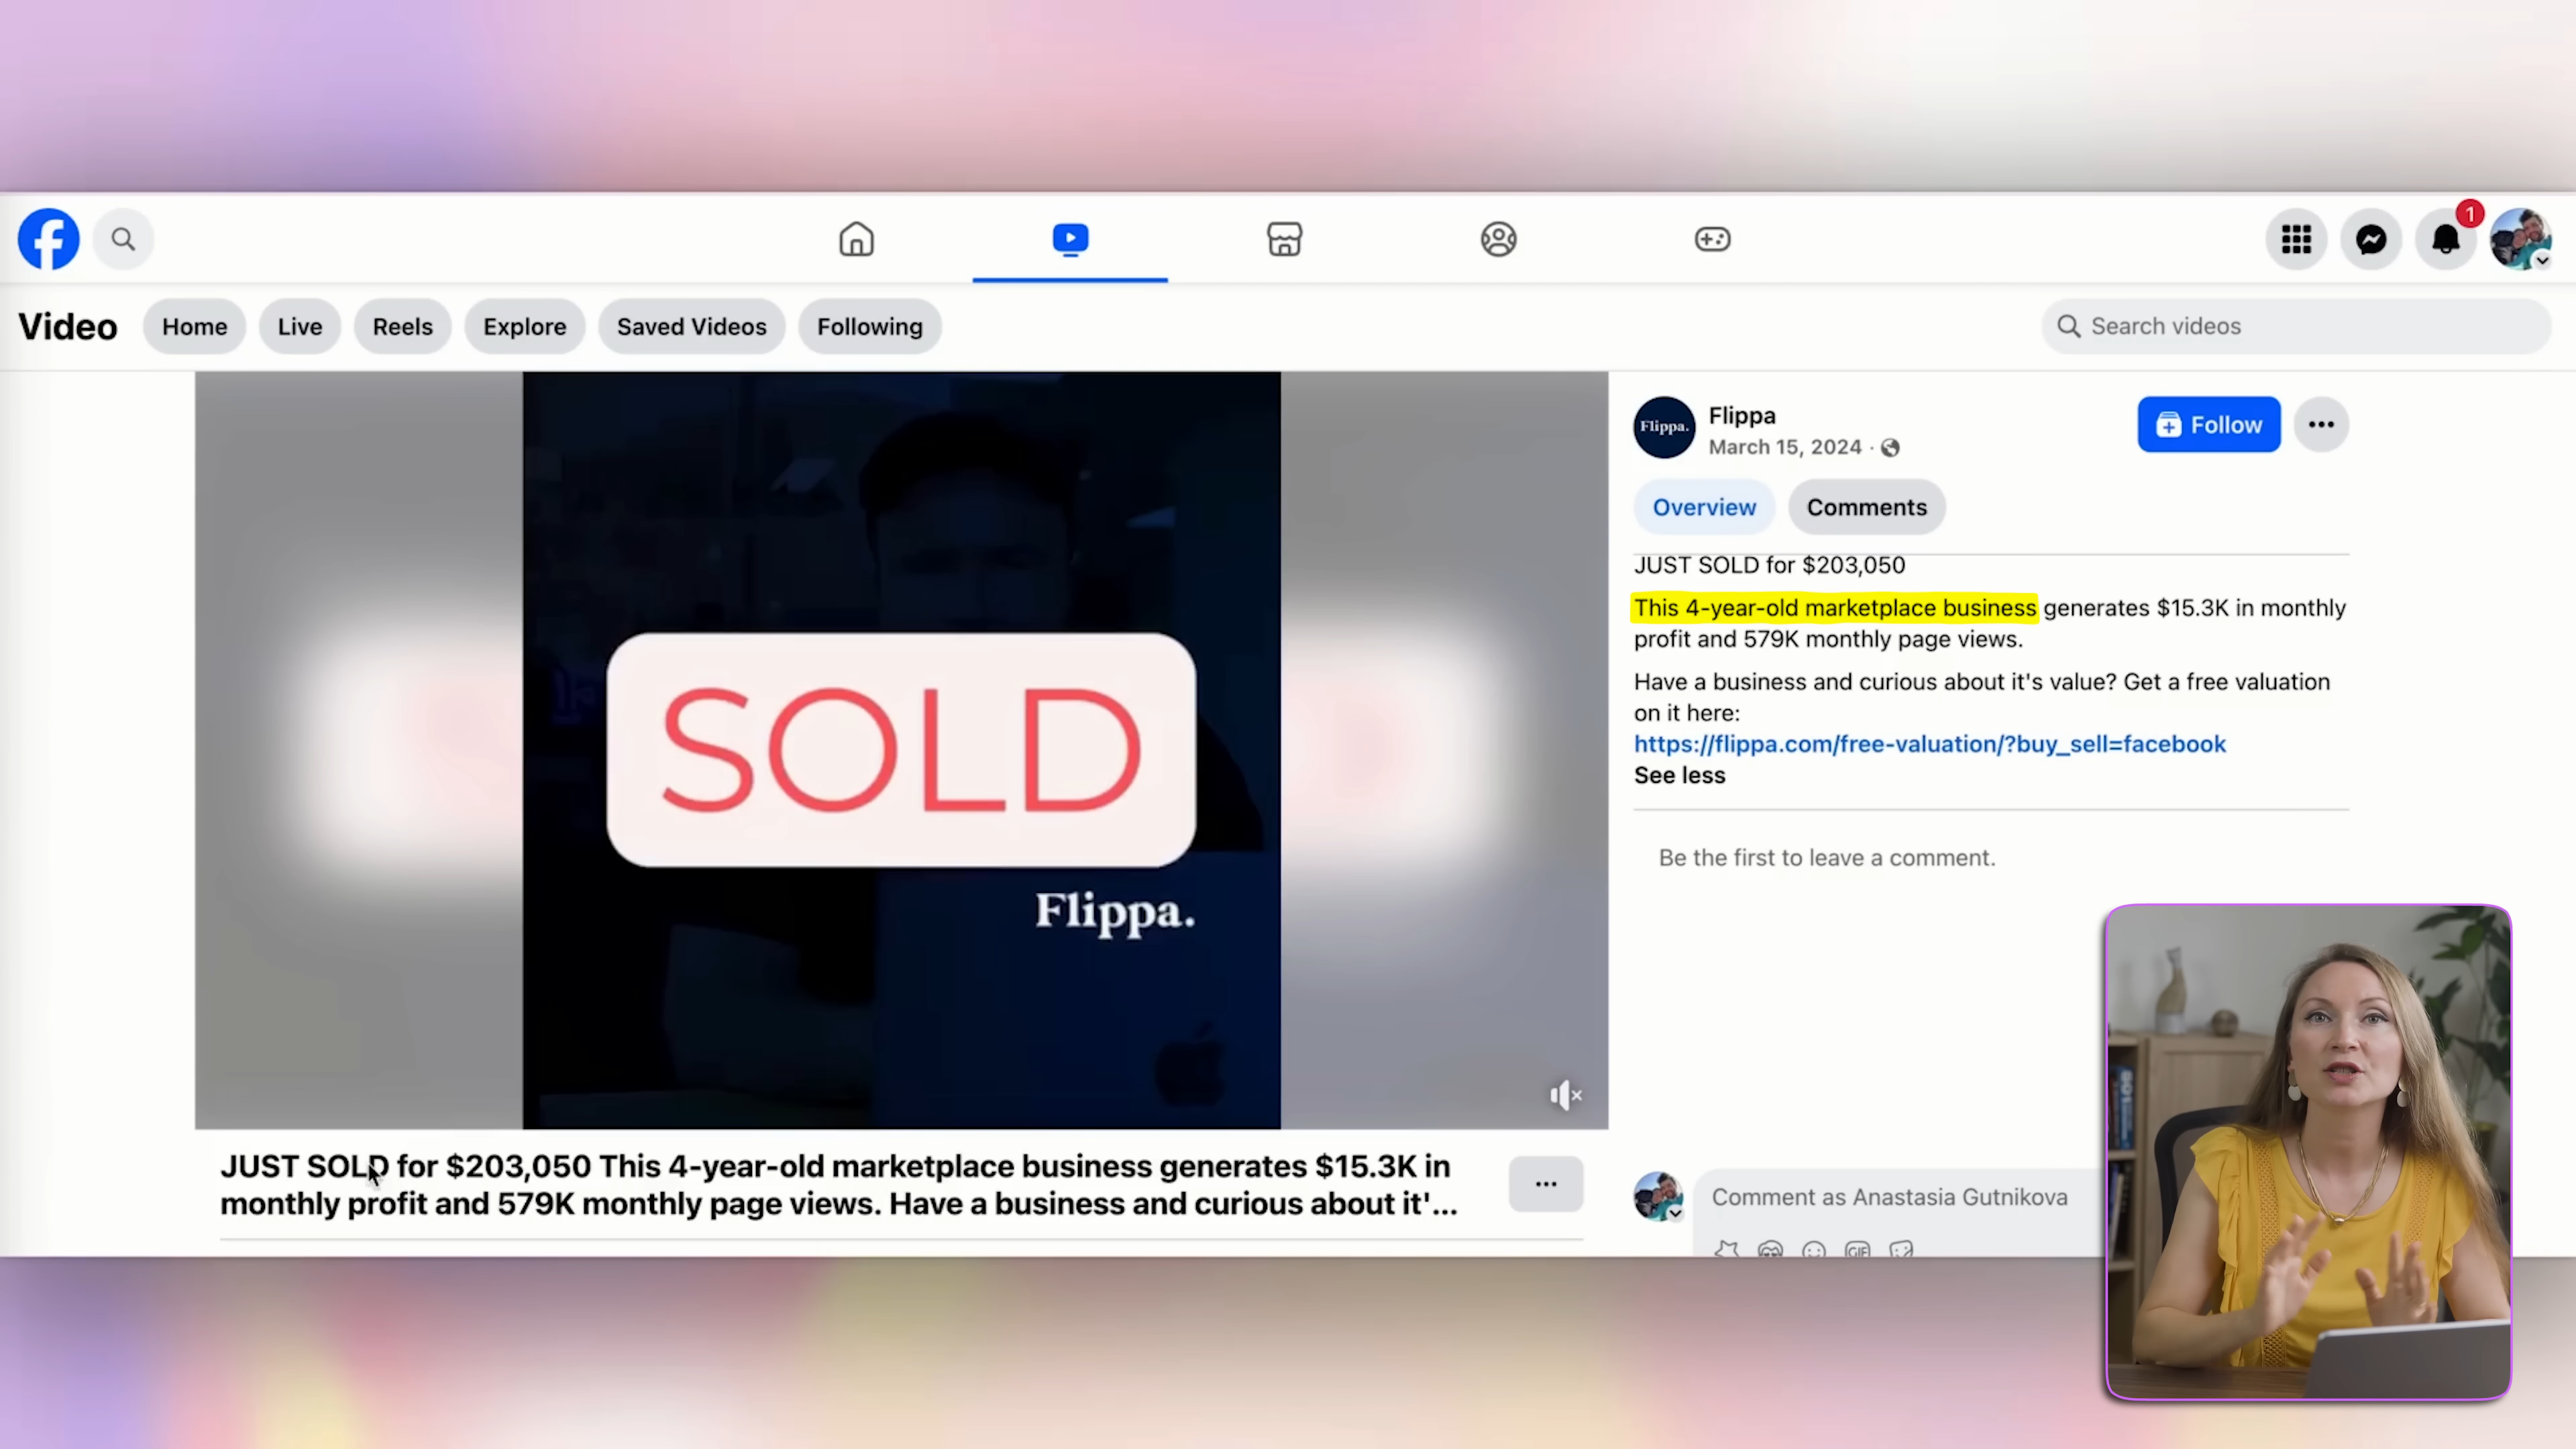 1
Video
Home
Live
Reels
Explore
Saved Videos
Following
Search videos
SOLD
Flippa.
JUST SOLD for $203,050 This 4-year-old marketplace business generates $15.3K in
monthly profit and 579K monthly page views. Have a business and curious about it'...
Flippa.
Flippa
March 15, 2024 ·
Follow
Overview
Comments
JUST SOLD for $203,050
This 4-year-old marketplace business generates $15.3K in monthly
profit and 579K monthly page views.
Have a business and curious about it's value? Get a free valuation
on it here:
https://flippa.com/free-valuation/?buy_sell=facebook
See less
Be the first to leave a comment.
Comment as Anastasia Gutnikova
GIF